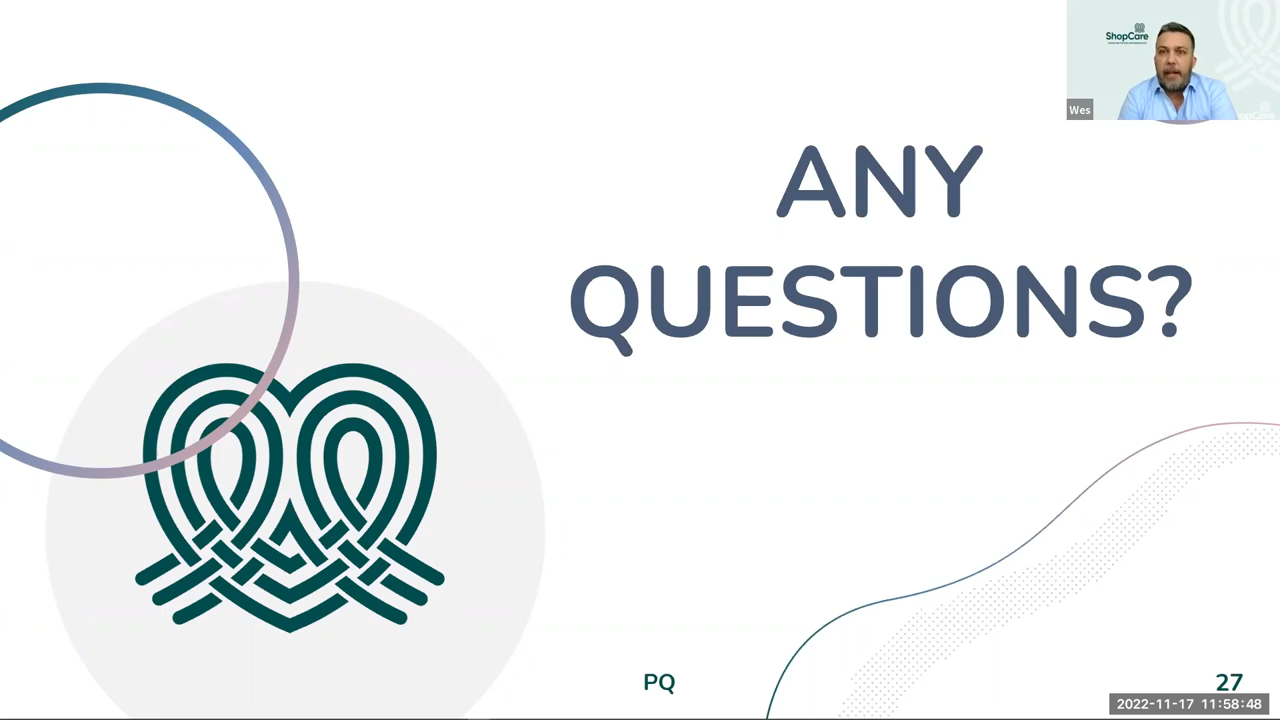 ShopCare
Wes
ANY
QUESTIONS?
PQ
27
2022-11-17 11:58:48